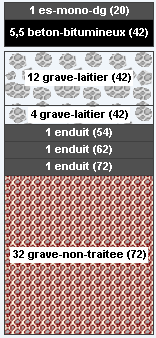 1 es-mono-dg (20)
5,5 beton-bitumineux (42)
12 grave-laitier (42)
4 grave-laitier (42)
1 enduit (54)
1 enduit (62)
1 enduit (72)
32 grave-non-traitee (72)